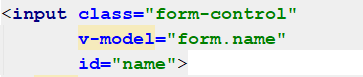 <input class="form-control"
v-model="form.name"
id="name">